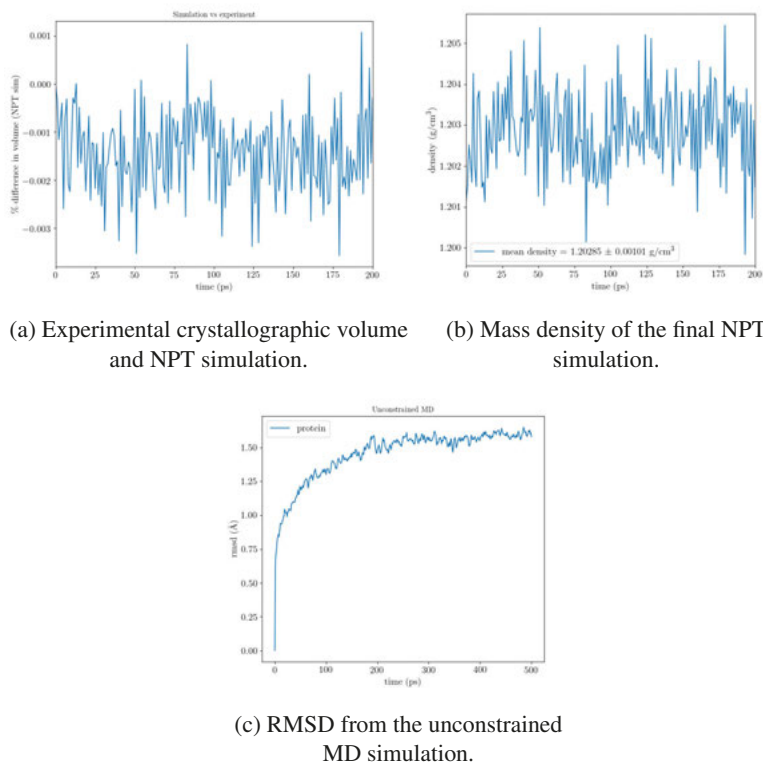 Simulation vs experiment
0.001
0.000
−0.001
−0.002
−0.003
% difference in volume (NPT sim)
0 25 50 75 100 125 150 175 200
time (ps)
1.205
1.204
1.203
1.202
1.201
1.200
density (g/cm³)
mean density = 1.20285 ± 0.00101 g/cm³
0 25 50 75 100 125 150 175 200
time (ps)
(a) Experimental crystallographic volume
and NPT simulation.
(b) Mass density of the final NPT
simulation.
Unconstrained MD
protein
1.50
1.25
1.00
0.75
0.50
0.25
0.00
rmsd (Å)
0 100 200 300 400 500
time (ps)
(c) RMSD from the unconstrained
MD simulation.